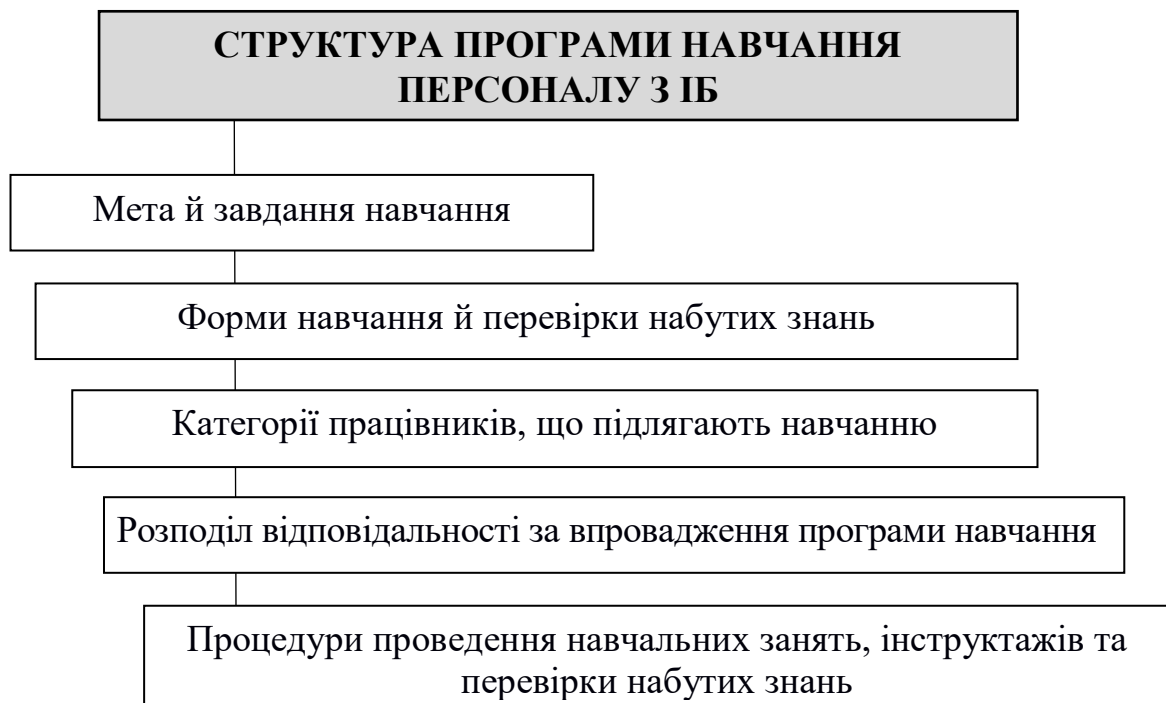 СТРУКТУРА ПРОГРАМИ НАВЧАННЯ
ПЕРСОНАЛУ З ІБ
Мета й завдання навчання
Форми навчання й перевірки набутих знань
Категорії працівників, що підлягають навчанню
Розподіл відповідальності за впровадження програми навчання
Процедури проведення навчальних занять, інструктажів та
перевірки набутих знань